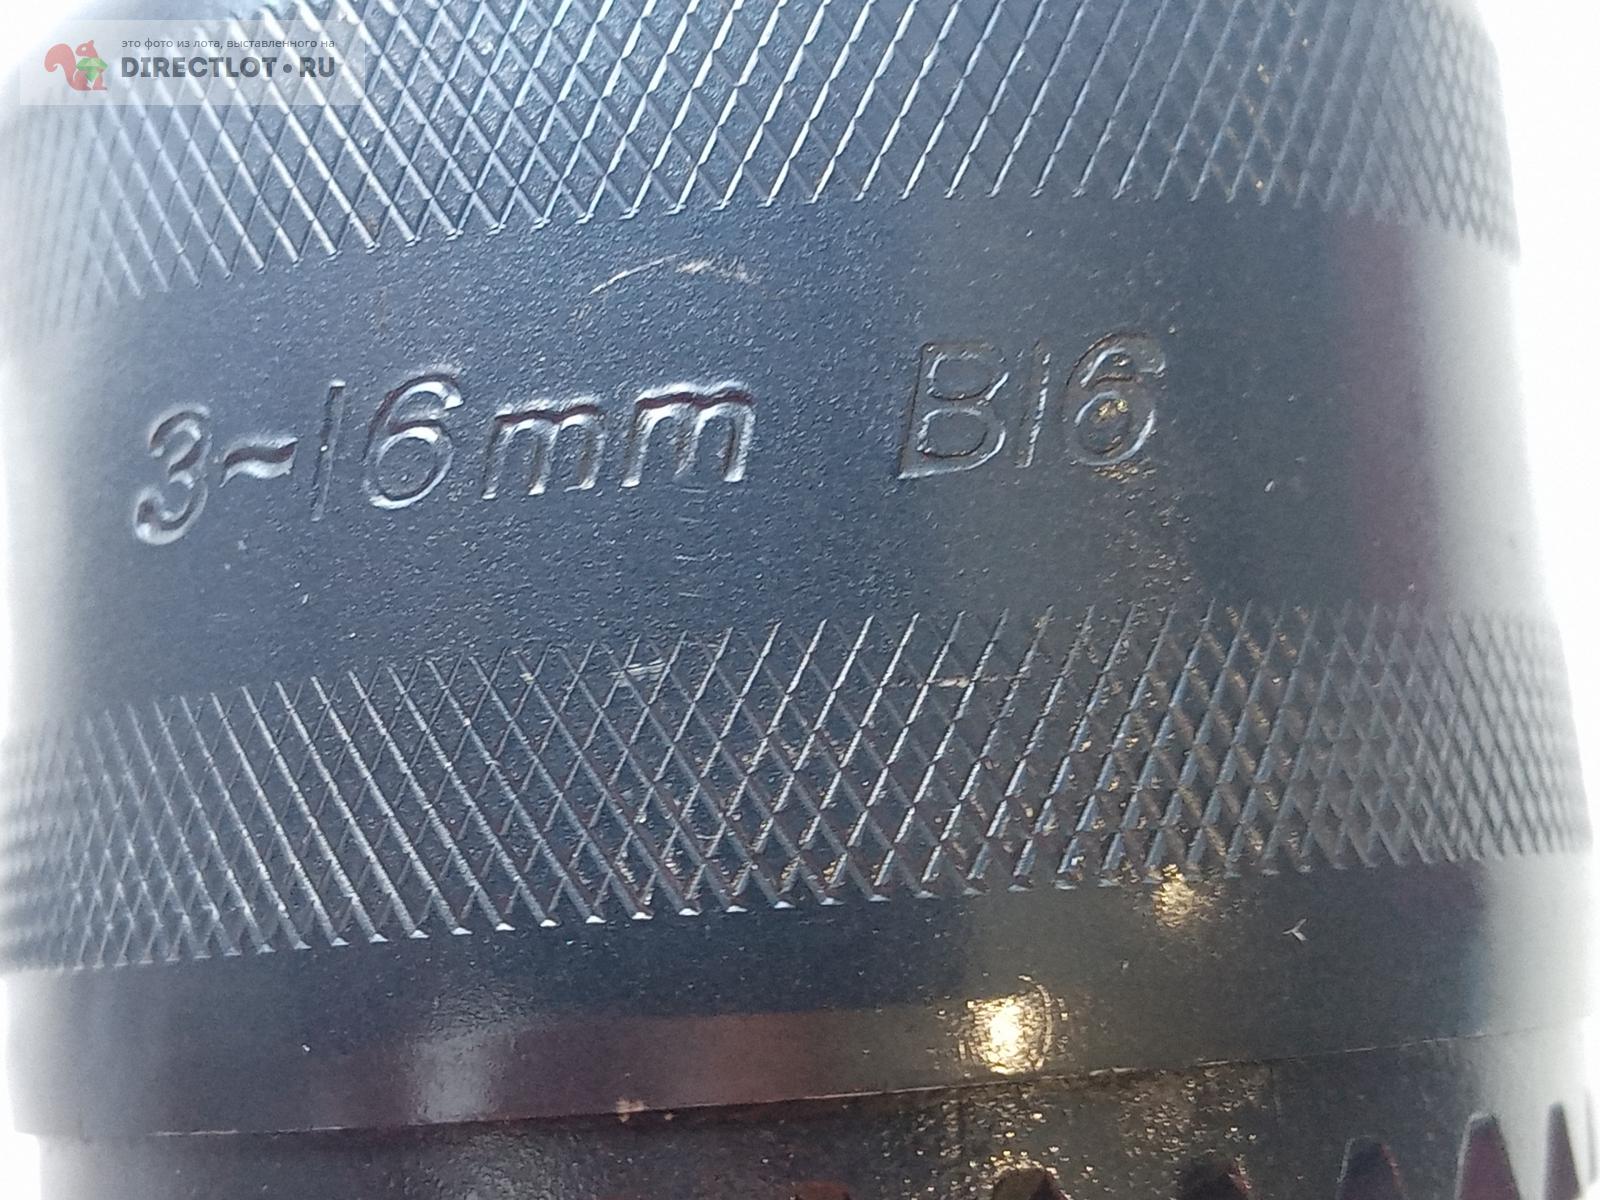 это фото из лота, выставленного на
DIRECTLOT•RU
3~16mm B16